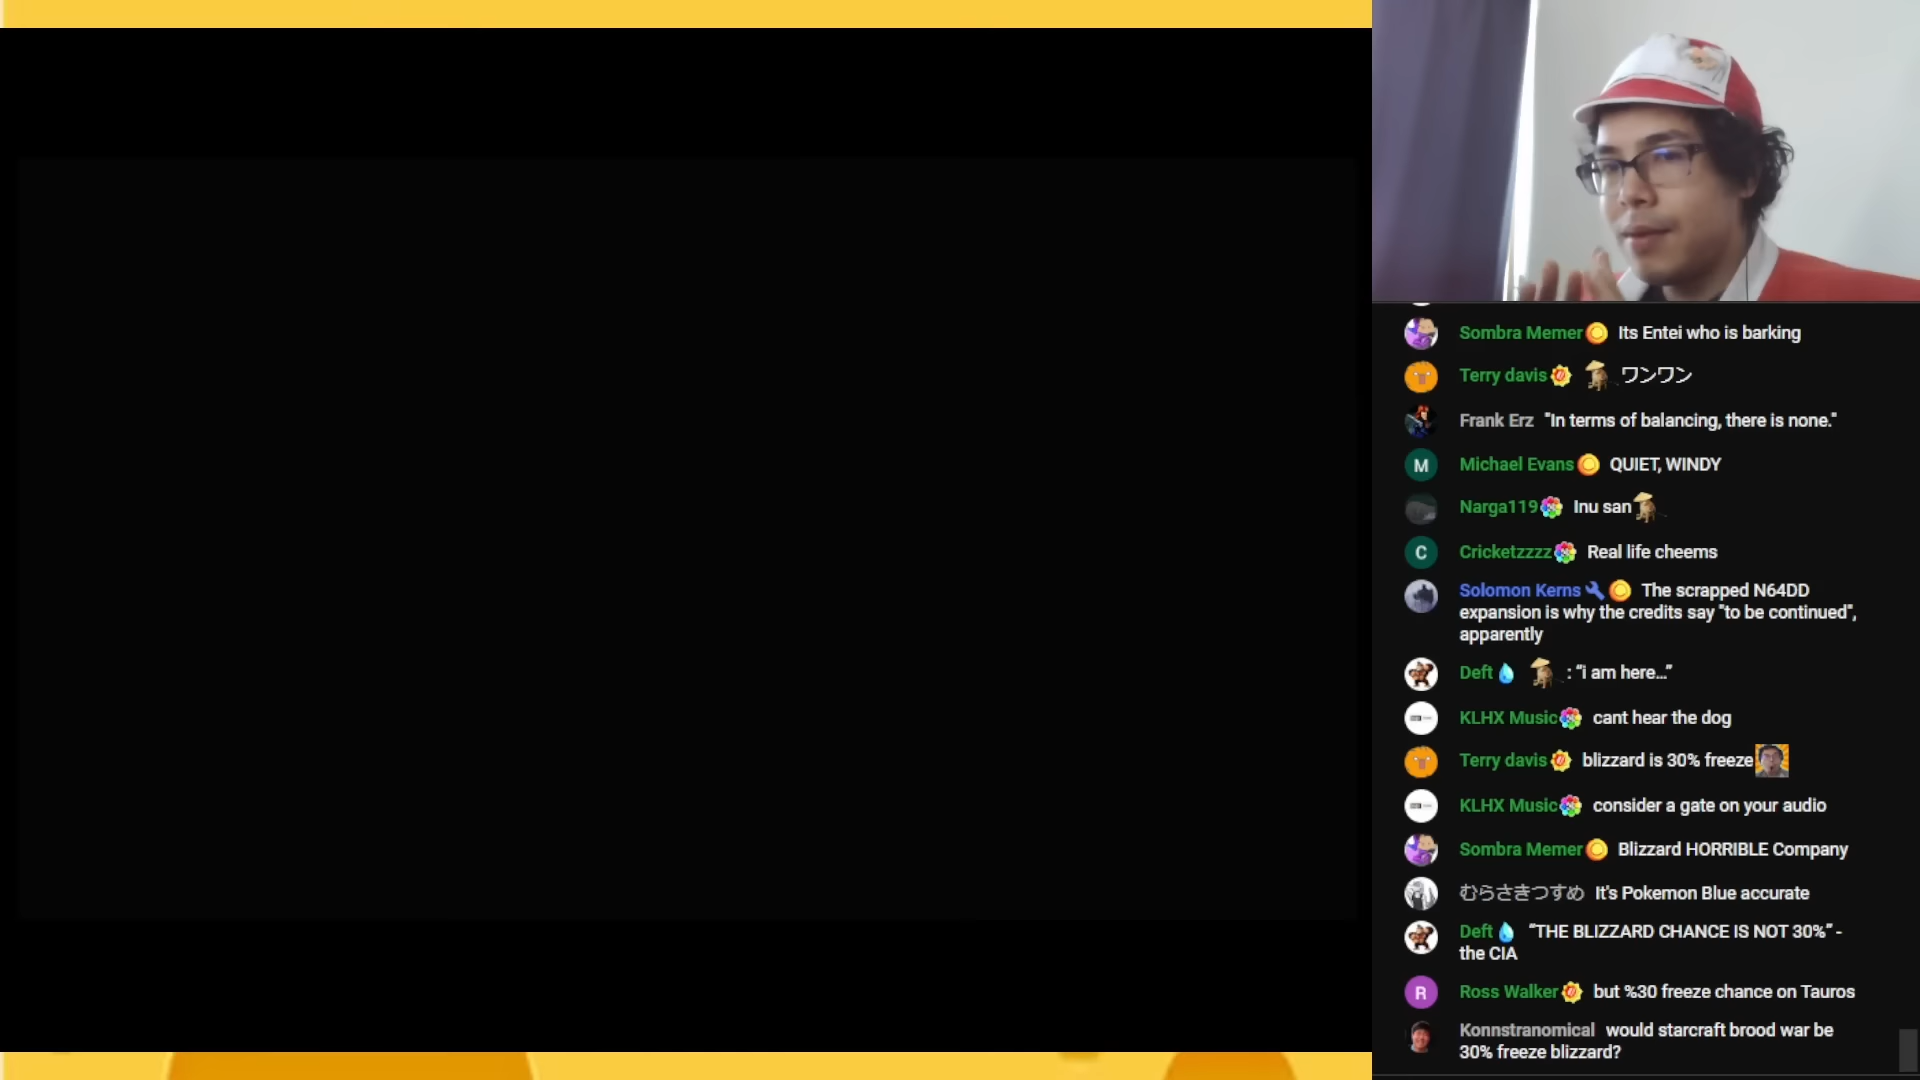 Sombra Memer Its Entei who is barking
Terry davis ワンワン
Frank Erz "In terms of balancing, there is none."
M Michael Evans QUIET, WINDY
Narga119 Inu san
C Cricketzzzz Real life cheems
Solomon Kerns The scrapped N64DD
expansion is why the credits say "to be continued",
apparently
Deft : “i am here...”
KLHX Music cant hear the dog
Terry davis blizzard is 30% freeze
KLHX Music consider a gate on your audio
Sombra Memer Blizzard HORRIBLE Company
むらさきつすめ It's Pokemon Blue accurate
Deft “THE BLIZZARD CHANCE IS NOT 30%” -
the CIA
R Ross Walker but %30 freeze chance on Tauros
Konnstranomical would starcraft brood war be
30% freeze blizzard?